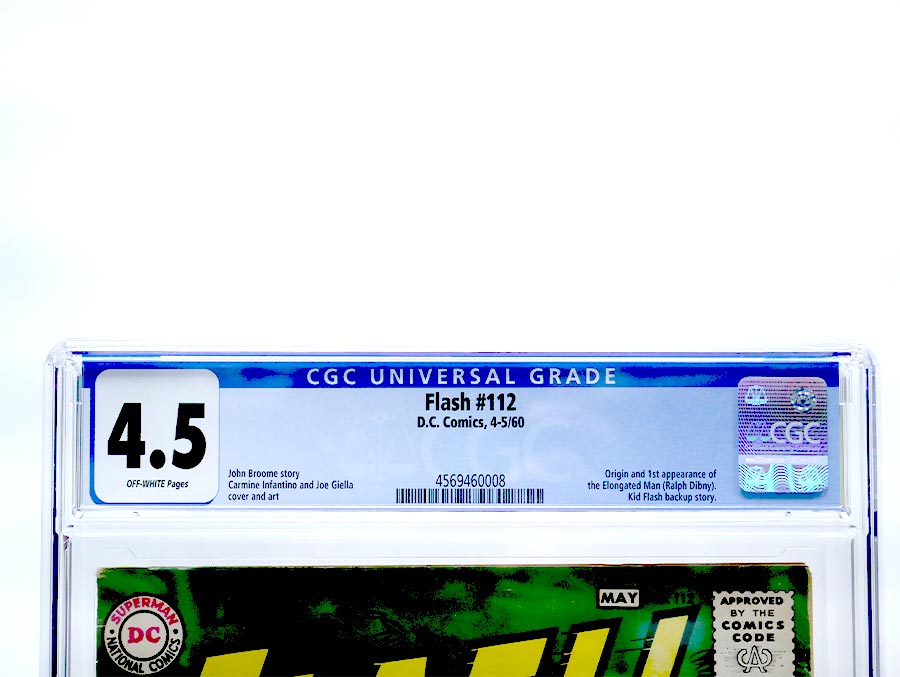 CGC UNIVERSAL GRADE
4.5
OFF-WHITE Pages
Flash #112
D.C. Comics, 4-5/60
John Broome story
Carmine Infantino and Joe Giella
cover and art
4569460008
Origin and 1st appearance of
the Elongated Man (Ralph Dibny).
Kid Flash backup story.
CGC
CGC
SUPERMAN
DC
NATIONAL COMICS
MAY
112
APPROVED
BY THE
COMICS
CODE